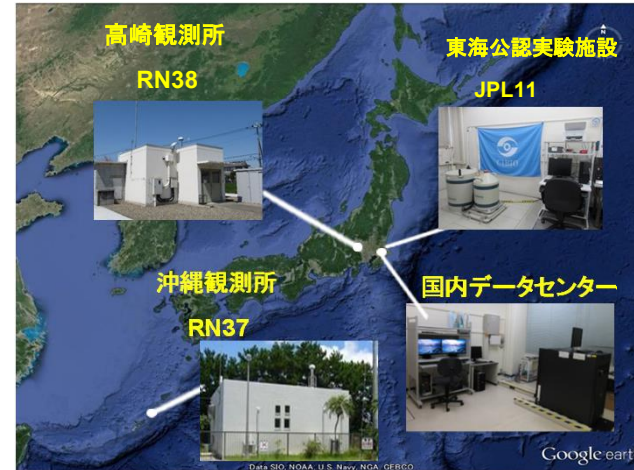 高崎観測所
RN38
東海公認実験施設
JPL11
沖縄観測所
RN37
国内データセンター
Data SIO, NOAA, U.S. Navy, NGA, GEBCO
Google eart